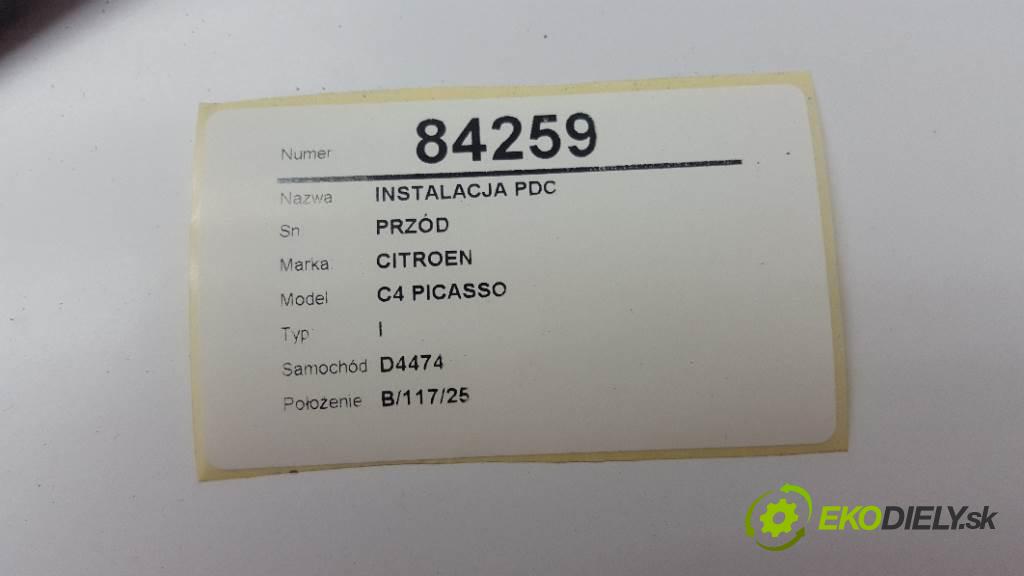 Numer 84259
Nazwa INSTALACJA PDC
Sn PRZÓD
Marka CITROEN
Model C4 PICASSO
Typ I
Samochód D4474
Położenie B/117/25
EKODIELY.sk